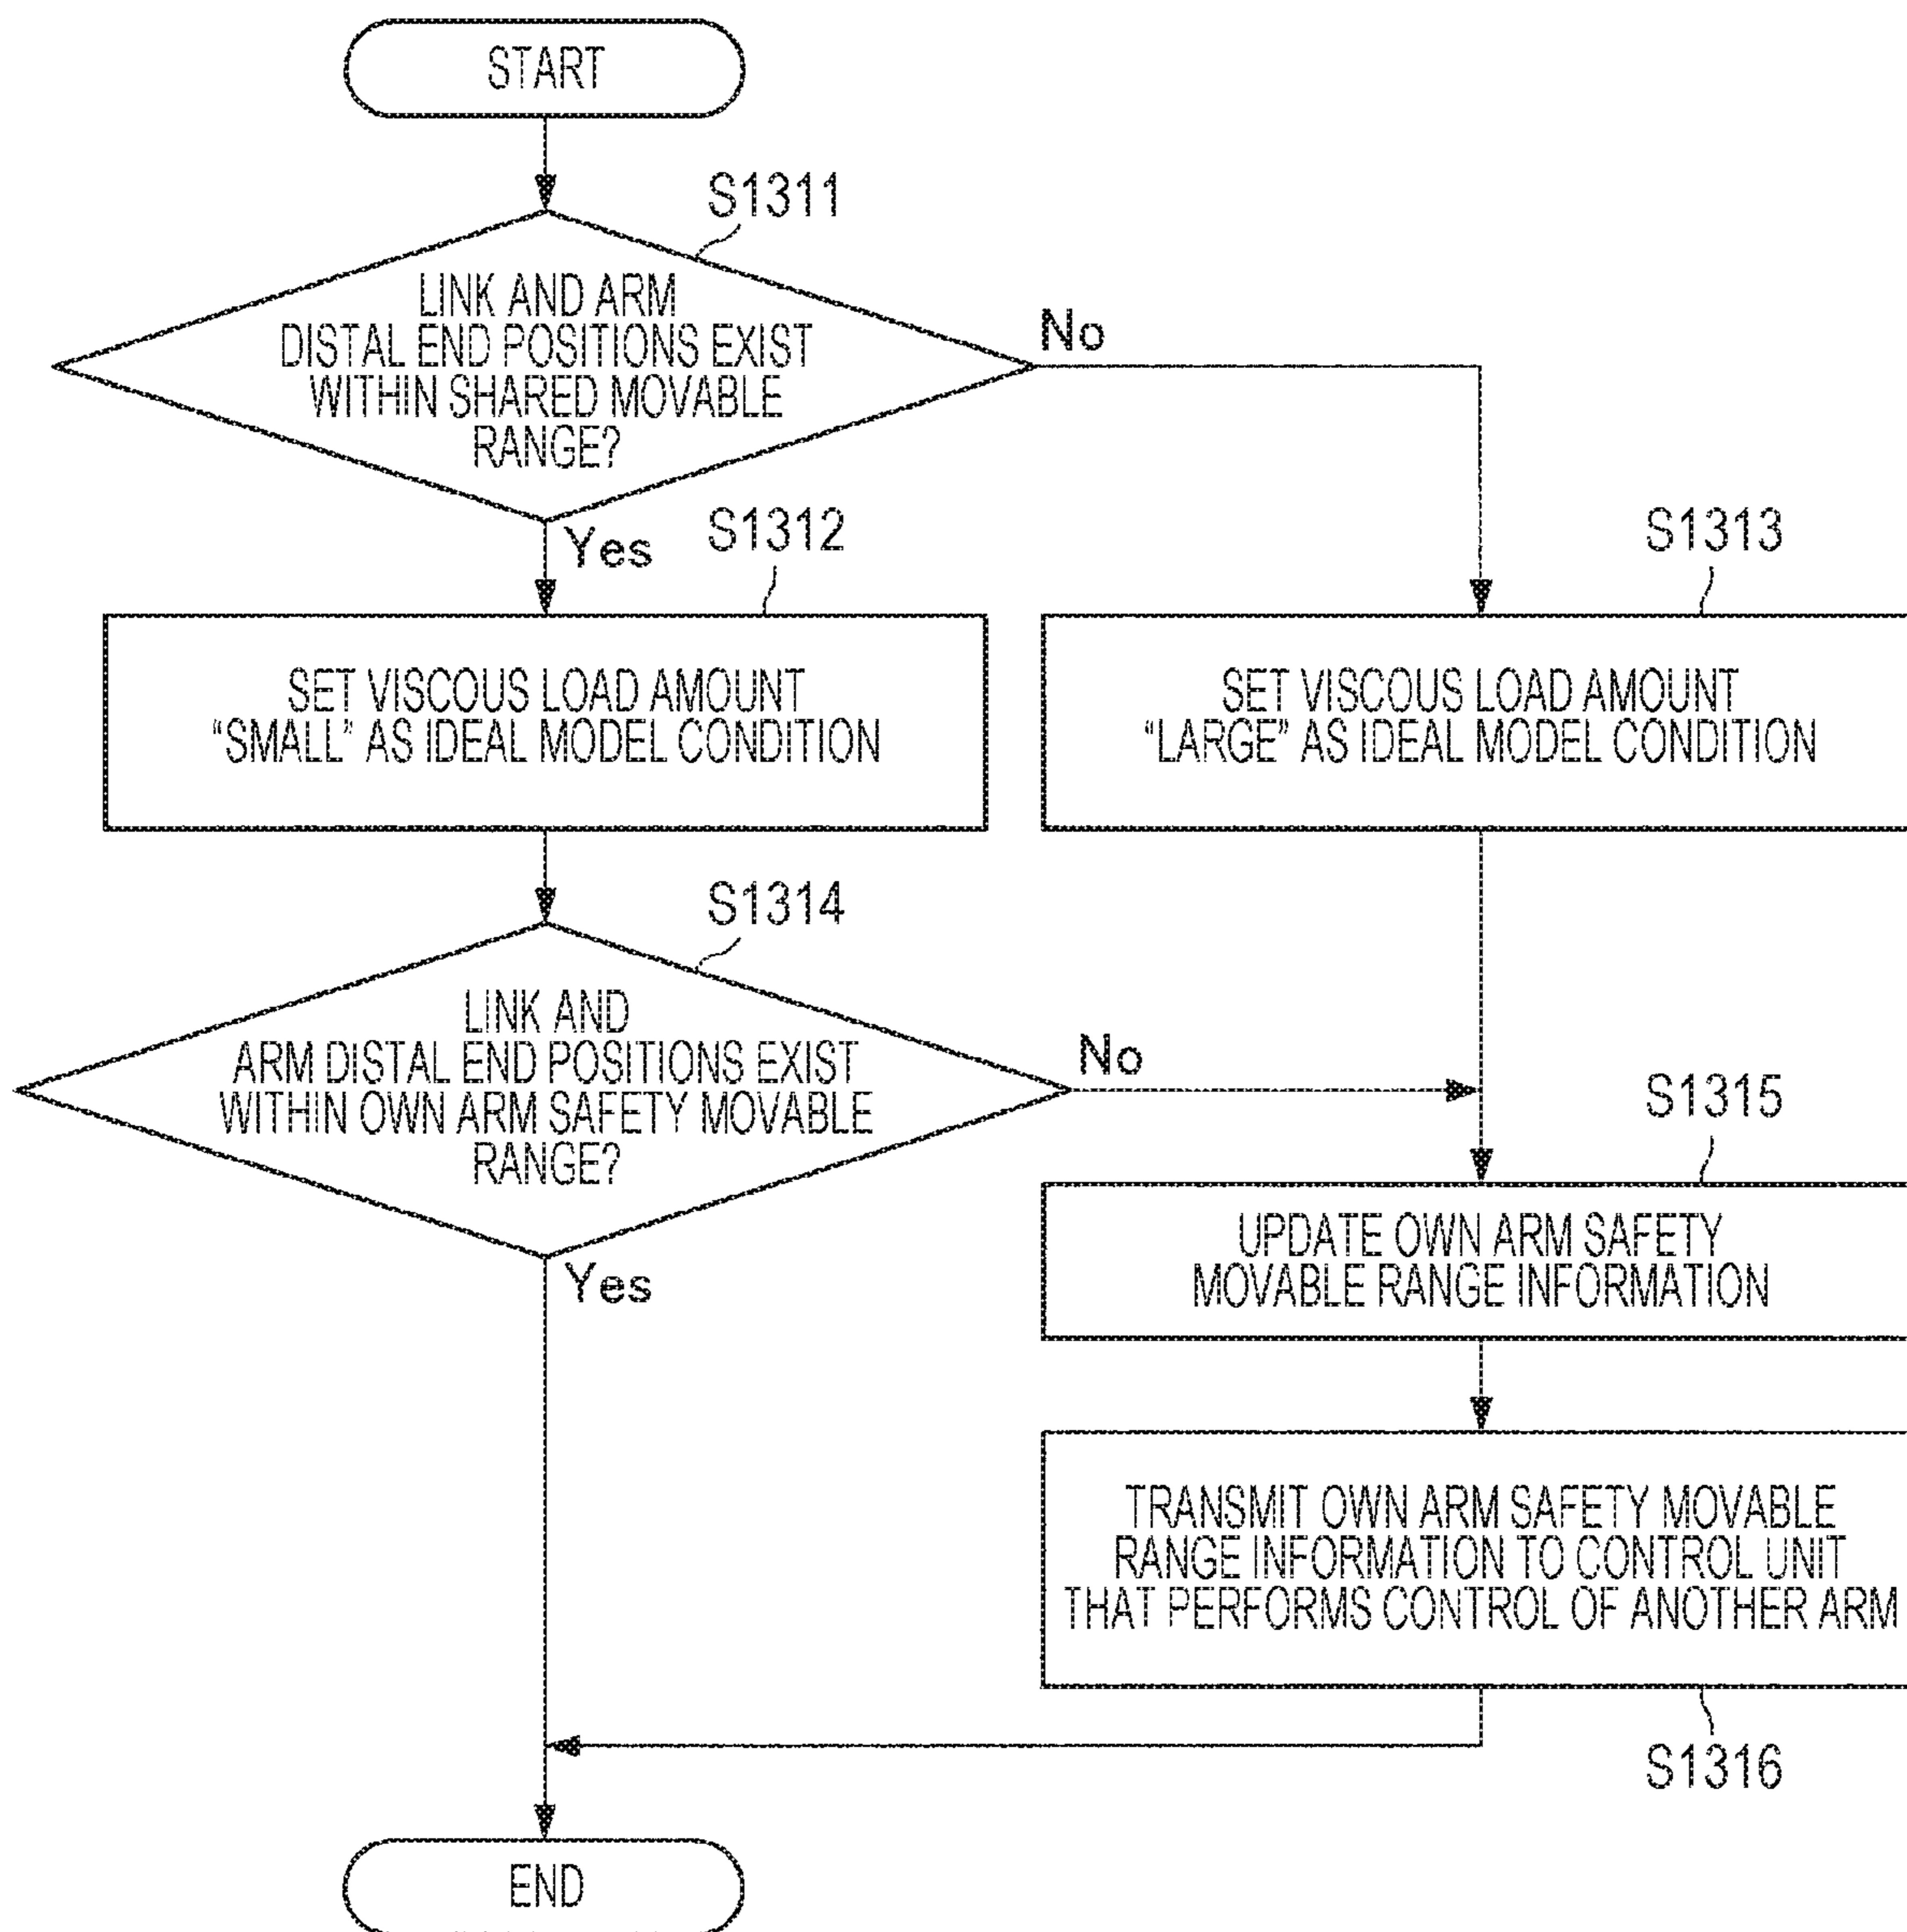 START
S1311
LINK AND ARM
DISTAL END POSITIONS EXIST
WITHIN SHARED MOVABLE
RANGE?
No
Yes
S1312
SET VISCOUS LOAD AMOUNT
"SMALL" AS IDEAL MODEL CONDITION
S1313
SET VISCOUS LOAD AMOUNT
"LARGE" AS IDEAL MODEL CONDITION
S1314
LINK AND
ARM DISTAL END POSITIONS EXIST
WITHIN OWN ARM SAFETY MOVABLE
RANGE?
No
Yes
S1315
UPDATE OWN ARM SAFETY
MOVABLE RANGE INFORMATION
TRANSMIT OWN ARM SAFETY MOVABLE
RANGE INFORMATION TO CONTROL UNIT
THAT PERFORMS CONTROL OF ANOTHER ARM
S1316
END